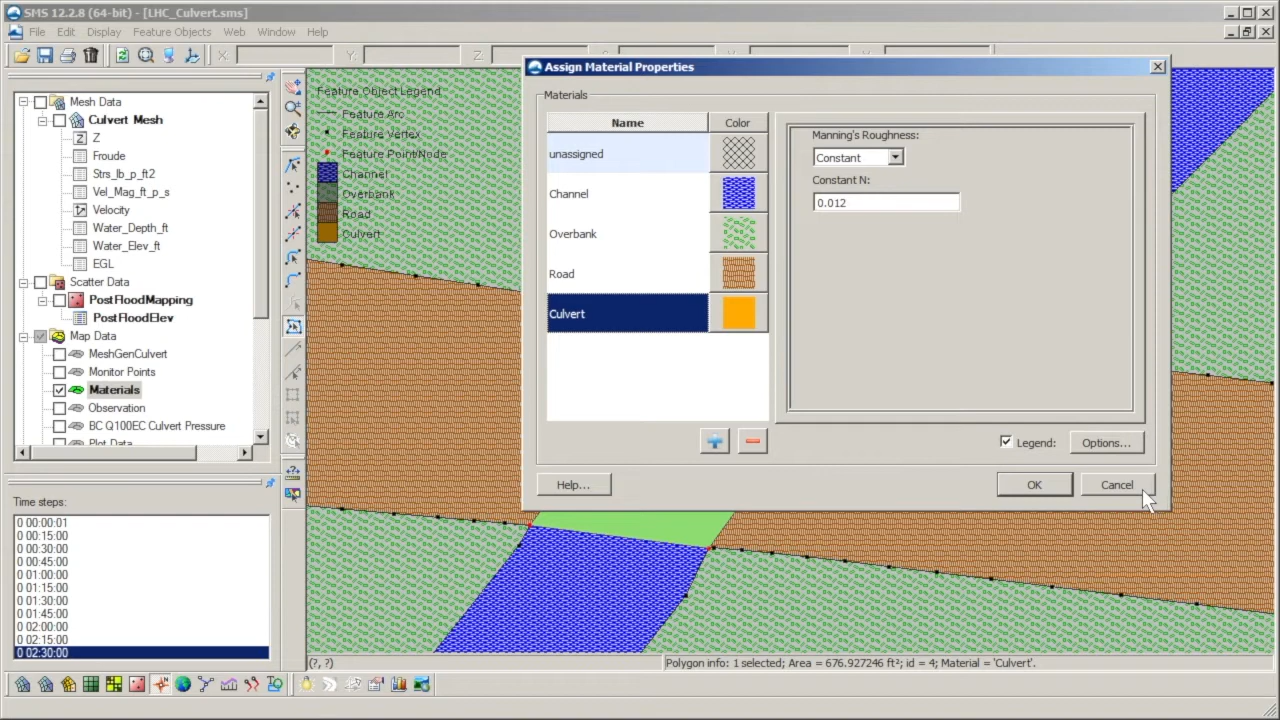 SMS 12.2.8 (64-bit) - [LHC_Culvert.sms]
File Edit Display Feature Objects Web Window Help
X: Y: Z:
Mesh Data
Culvert Mesh
Z
Froude
Strs_lb_p_ft2
Vel_Mag_ft_p_s
Velocity
Water_Depth_ft
Water_Elev_ft
EGL
Scatter Data
PostFloodMapping
PostFloodElev
Map Data
MeshGenCulvert
Monitor Points
Materials
Observation
BC Q100EC Culvert Pressure
Plot Data
Time steps:
0 00:00:01
0 00:15:00
0 00:30:00
0 00:45:00
0 01:00:00
0 01:15:00
0 01:30:00
0 01:45:00
0 02:00:00
0 02:15:00
0 02:30:00
Feature Object Legend
Feature Arc
Feature Vertex
Feature Point/Node
Channel
Overbank
Road
Culvert
Assign Material Properties
Materials
Name Color
unassigned
Channel
Overbank
Road
Culvert
Manning's Roughness:
Constant
Constant N:
0.012
Legend: Options...
Help... OK Cancel
(?, ?)
Polygon info: 1 selected; Area = 676.927246 ft²; id = 4; Material = 'Culvert'.